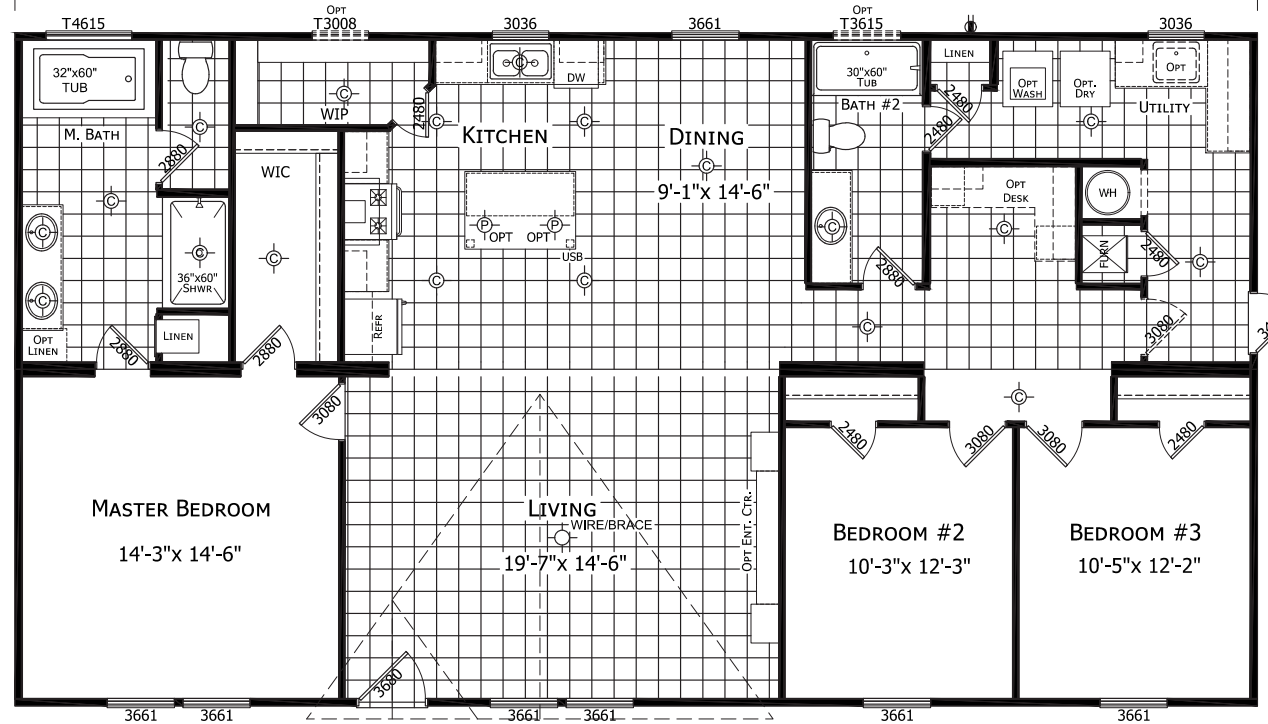 T4615
OPT
T3008
3036
3661
OPT
T3615
3036
32"x60"
TUB
M. BATH
2880
WIP
2480
DW
KITCHEN
DINING
9'-1"x 14'-6"
30"x60"
TUB
BATH #2
LINEN
2480
2480
OPT
WASH
OPT.
DRY
OPT
UTILITY
WIC
OPT
DESK
WH
P
OPT
OPT
P
USB
FURN
2480
36"x60"
SHWR
C
REFR
2880
3080
OPT
LINEN
2880
LINEN
2880
3080
2480
3080
3080
2480
MASTER BEDROOM
14'-3"x 14'-6"
LIVING
WIRE/BRACE
19'-7"x 14'-6"
OPT ENT. CTR.
BEDROOM #2
10'-3"x 12'-3"
BEDROOM #3
10'-5"x 12'-2"
3680
3661
3661
3661
3661
3661
3661